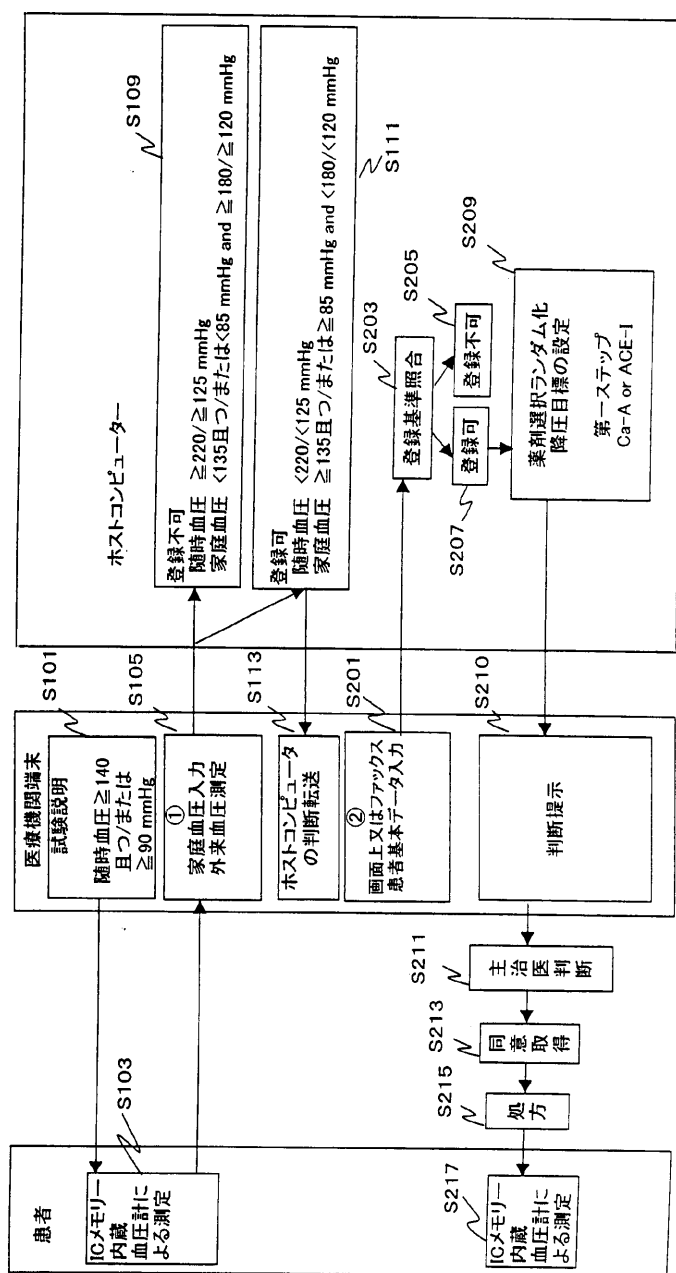 患者
ICメモリー
内蔵
血圧計に
よる測定
S103
ICメモリー
内蔵
血圧計に
よる測定
S217
医療機関端末
試験説明
随時血圧≧140
且つ/または
≧90 mmHg
S101
①
家庭血圧入力
外来血圧測定
S105
ホストコンピュータ
の判断転送
S113
②
画面上又はファックス
患者基本データ入力
S201
判断提示
S210
主治医判断
S211
同意取得
S213
処方
S215
ホストコンピューター
登録不可
随時血圧 ≧220/≧125 mmHg
家庭血圧 <135且つ/または<85 mmHg and ≧180/≧120 mmHg
S109
登録可
随時血圧 <220/<125 mmHg
家庭血圧 ≧135且つ/または≧85 mmHg and <180/<120 mmHg
S111
登録基準照合
S203
登録可
S207
登録不可
S205
薬剤選択ランダム化
降圧目標の設定
第一ステップ
Ca-A or ACE-I
S209